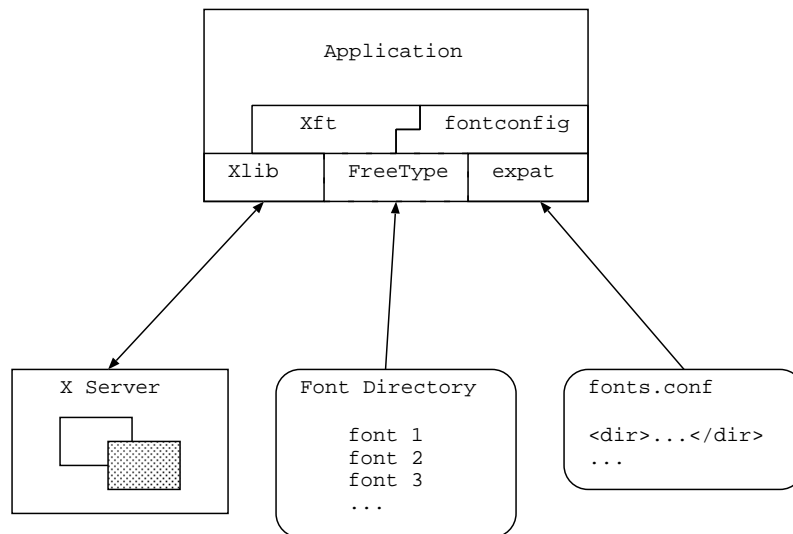 Application
Xft
fontconfig
Xlib
FreeType
expat
X Server
Font Directory
font 1
font 2
font 3
...
fonts.conf
<dir>...</dir>
...